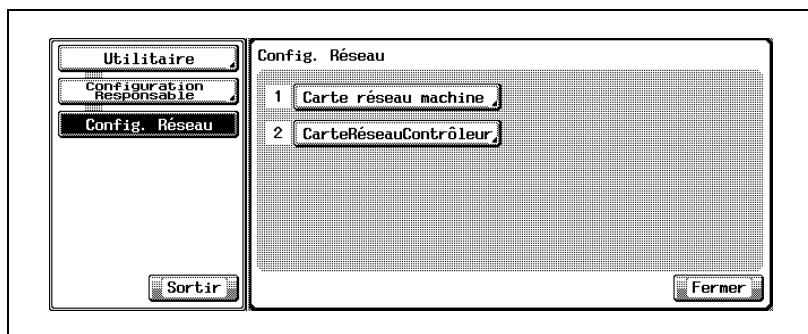 Utilitaire
Configuration
Responsable
Config. Réseau
Sortir
Config. Réseau
1 Carte réseau machine
2 CarteRéseauContrôleur
Fermer